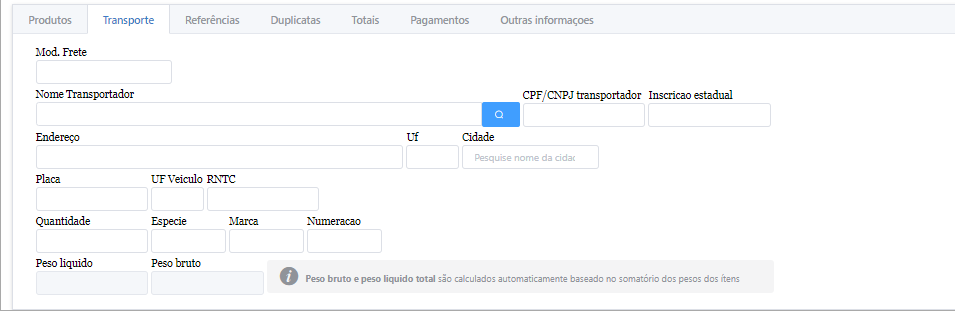 Produtos Transporte Referências Duplicatas Totais Pagamentos Outras informaçoes
Mod. Frete
Nome Transportador CPF/CNPJ transportador Inscricao estadual
Endereço Uf Cidade
Pesquise nome da cidac
Placa UF Veiculo RNTC
Quantidade Especie Marca Numeracao
Peso liquido Peso bruto
Peso bruto e peso liquido total são calculados automaticamente baseado no somatório dos pesos dos ítens